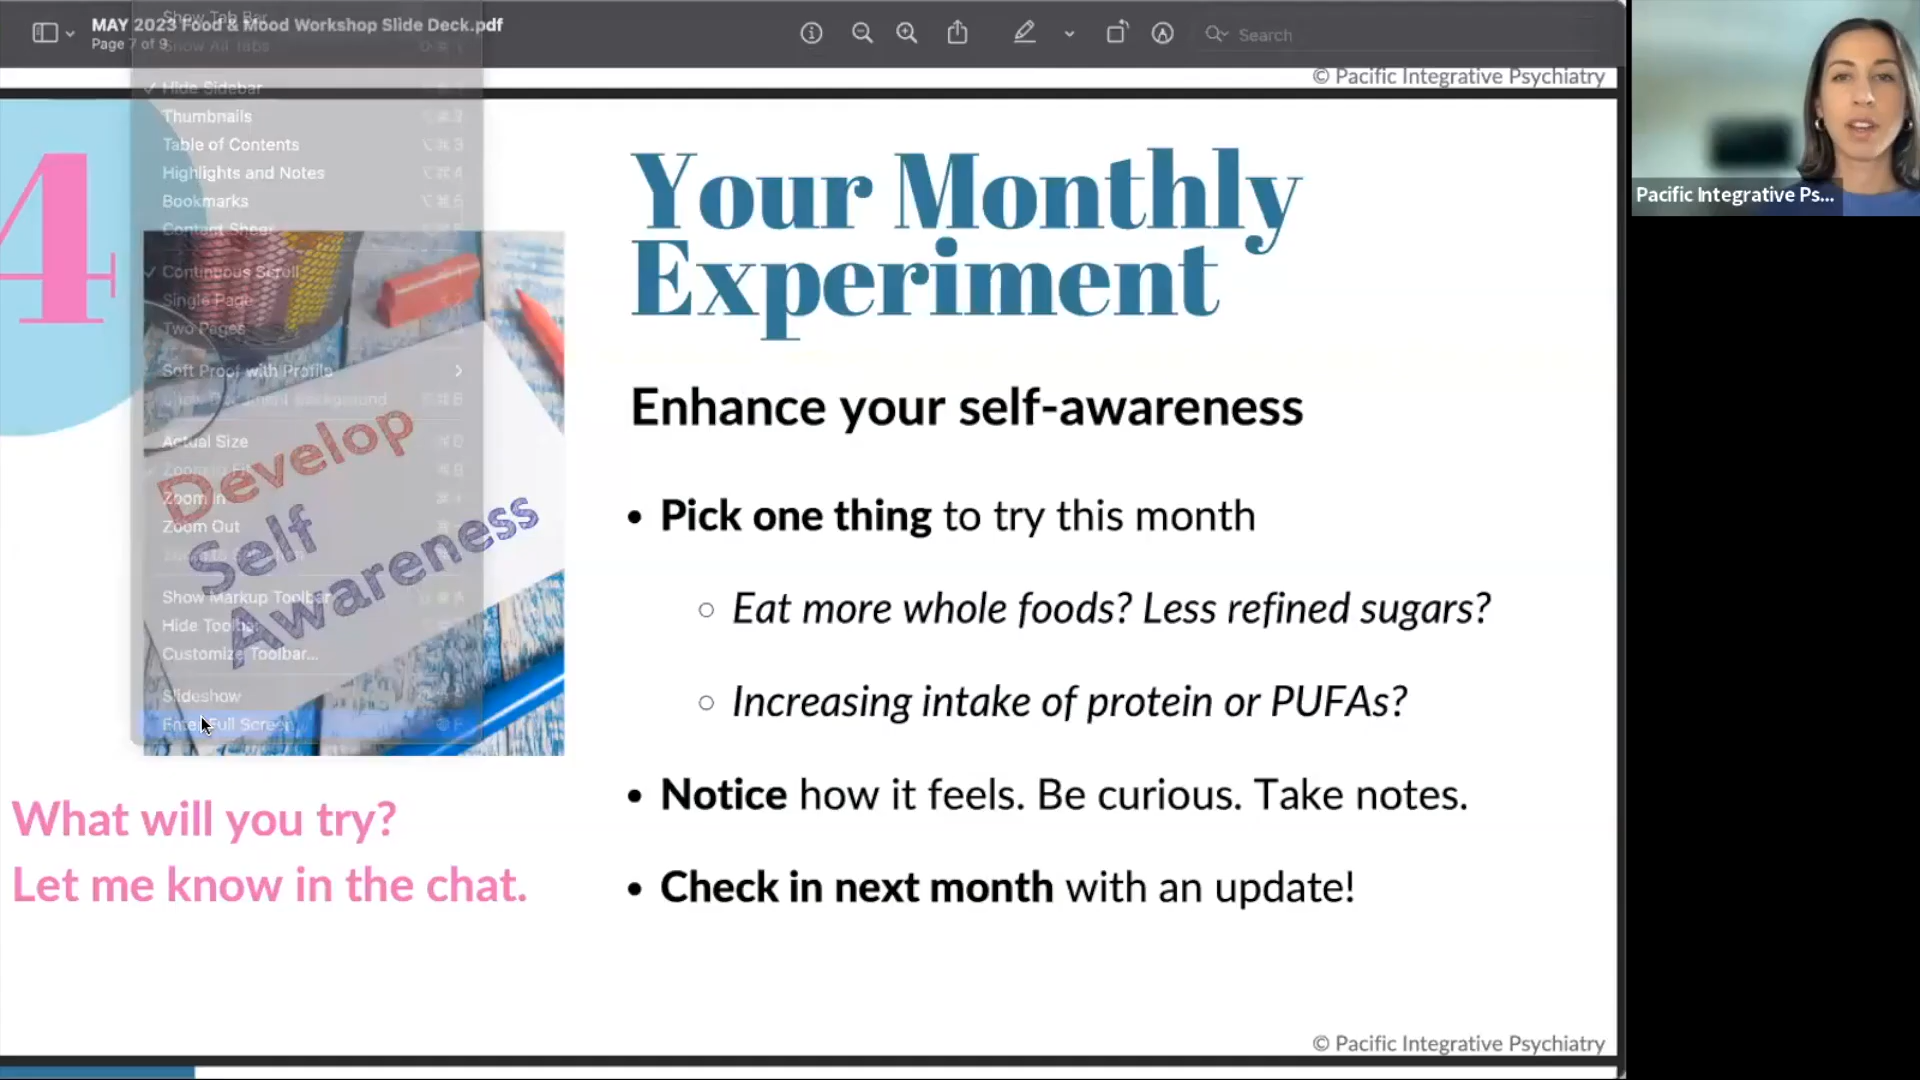 MAY 2023 Food & Mood Workshop Slide Deck.pdf
Page 7 of 9
Search
Show Tab Bar
Show All Tabs
Hide Sidebar
Thumbnails
Table of Contents
Highlights and Notes
Bookmarks
Contact Sheet
Continuous Scroll
Single Page
Two Pages
Soft Proof with Profile
Actual Size
Zoom to Fit
Zoom In
Zoom Out
Show Markup Toolbar
Hide Toolbar
Customize Toolbar...
Slideshow
Enter Full Screen
© Pacific Integrative Psychiatry
4
Develop
Self
Awareness
What will you try?
Let me know in the chat.
Your Monthly
Experiment
Enhance your self-awareness
• Pick one thing to try this month
○ Eat more whole foods? Less refined sugars?
○ Increasing intake of protein or PUFAs?
• Notice how it feels. Be curious. Take notes.
• Check in next month with an update!
© Pacific Integrative Psychiatry
Pacific Integrative Ps...